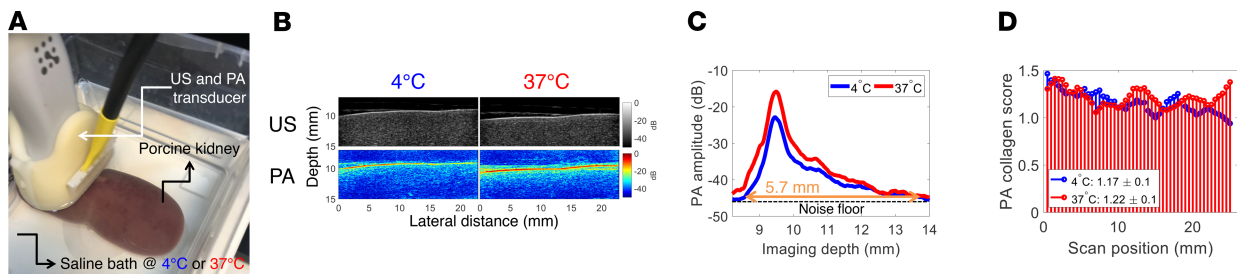 A
US and PA
transducer
Porcine kidney
Saline bath @ 4°C or 37°C
B
4°C
37°C
US
PA
Depth (mm)
10
15
10
15
0
5
10
15
20
0
5
10
15
20
Lateral distance (mm)
0
-20
-40
dB
0
-20
-40
dB
C
PA amplitude (dB)
-10
-20
-30
-40
-50
4°C
37°C
5.7 mm
Noise floor
9
10
11
12
13
14
Imaging depth (mm)
D
PA collagen score
1.5
1.0
0.5
0
4°C: 1.17 ± 0.1
37°C: 1.22 ± 0.1
0
10
20
Scan position (mm)